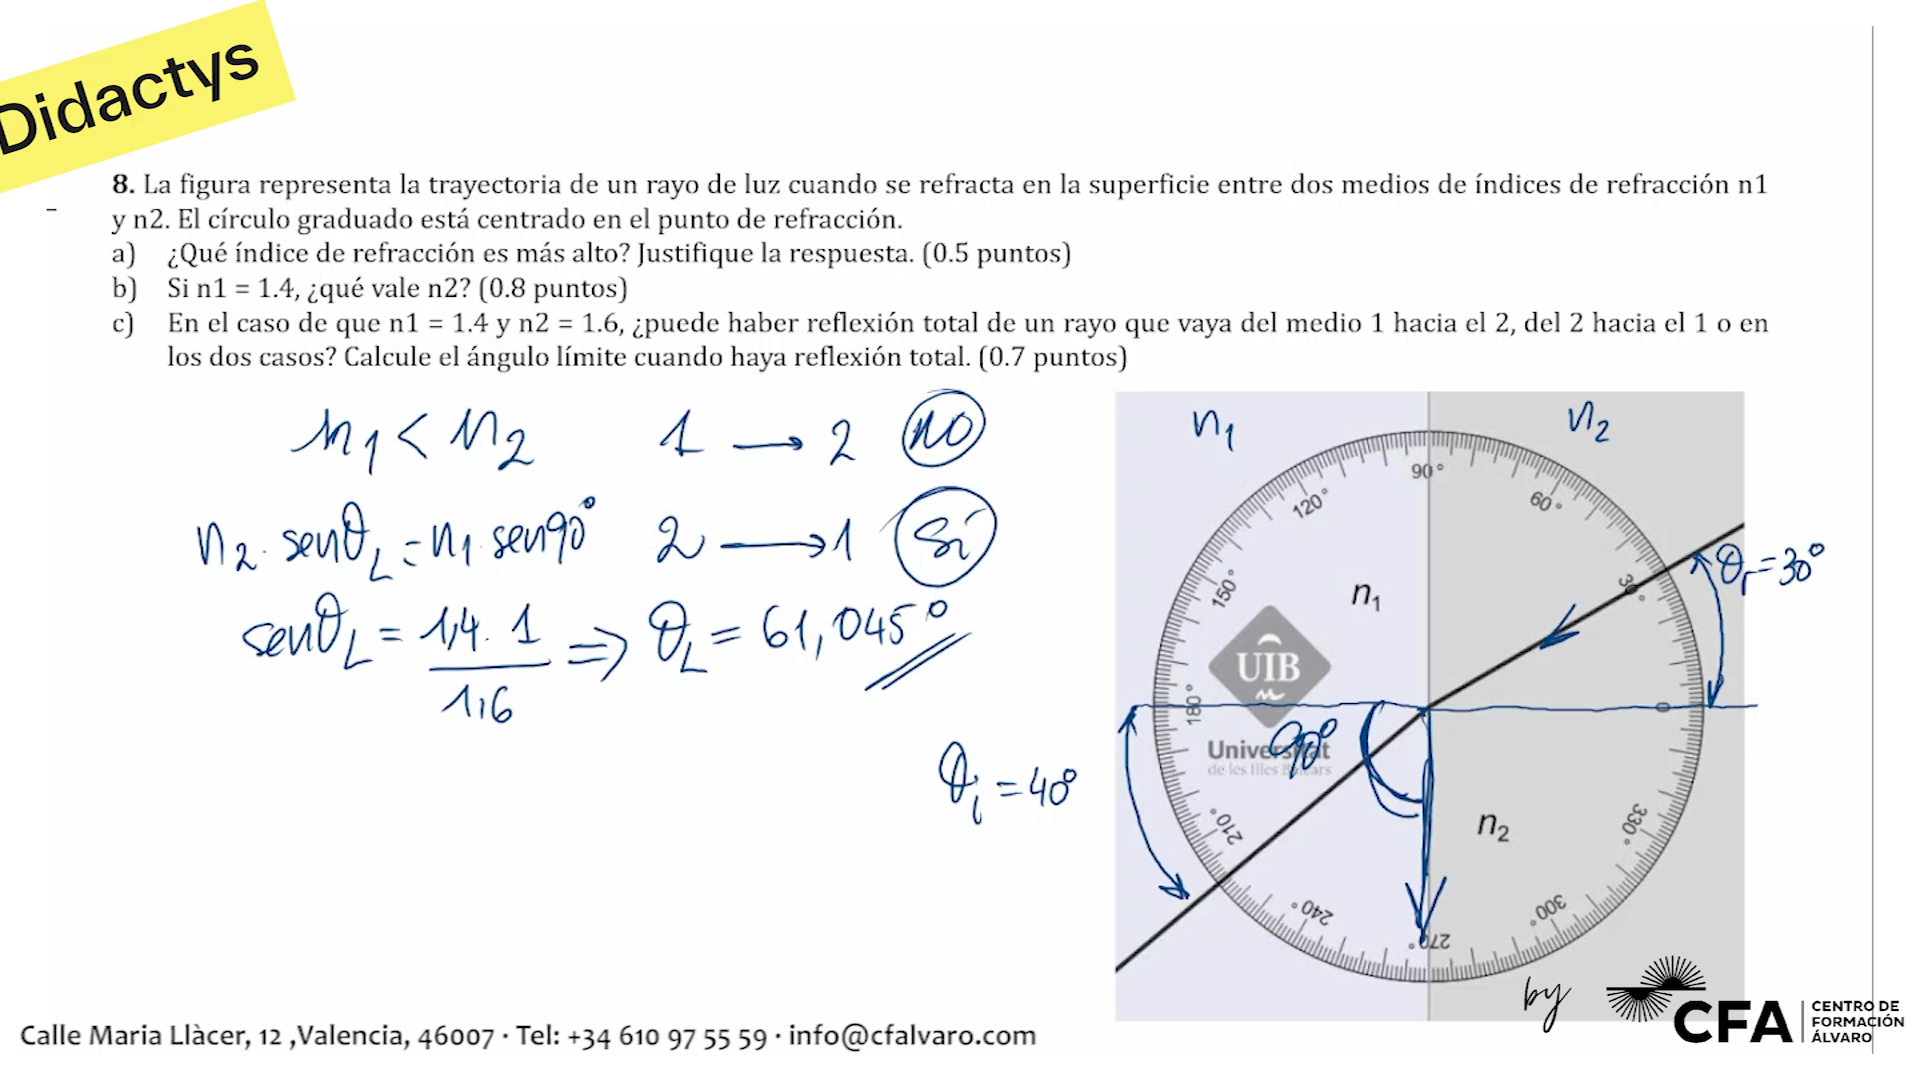 Didactys
8. La figura representa la trayectoria de un rayo de luz cuando se refracta en la superficie entre dos medios de índices de refracción n1
y n2. El círculo graduado está centrado en el punto de refracción.
a) ¿Qué índice de refracción es más alto? Justifique la respuesta. (0.5 puntos)
b) Si n1 = 1.4, ¿qué vale n2? (0.8 puntos)
c) En el caso de que n1 = 1.4 y n2 = 1.6, ¿puede haber reflexión total de un rayo que vaya del medio 1 hacia el 2, del 2 hacia el 1 o en
los dos casos? Calcule el ángulo límite cuando haya reflexión total. (0.7 puntos)
n₁ < n₂ 1 → 2 NO
n₂ · senθ_L = n₁ · sen90° 2 → 1 Sí
senθ_L = 1,4 · 1 / 1,6 ⇒ θ_L = 61,045°
θi = 40°
n₁ n₂
90°
120° 60°
150° 30°
θr = 30°
n₁
UIB
180° 0
90°
Universitat
de les Illes Balears
210° 330°
n₂
240° 300°
270°
by
CFA CENTRO DE
FORMACIÓN
ÁLVARO
Calle Maria Llàcer, 12 ,Valencia, 46007 · Tel: +34 610 97 55 59 · info@cfalvaro.com